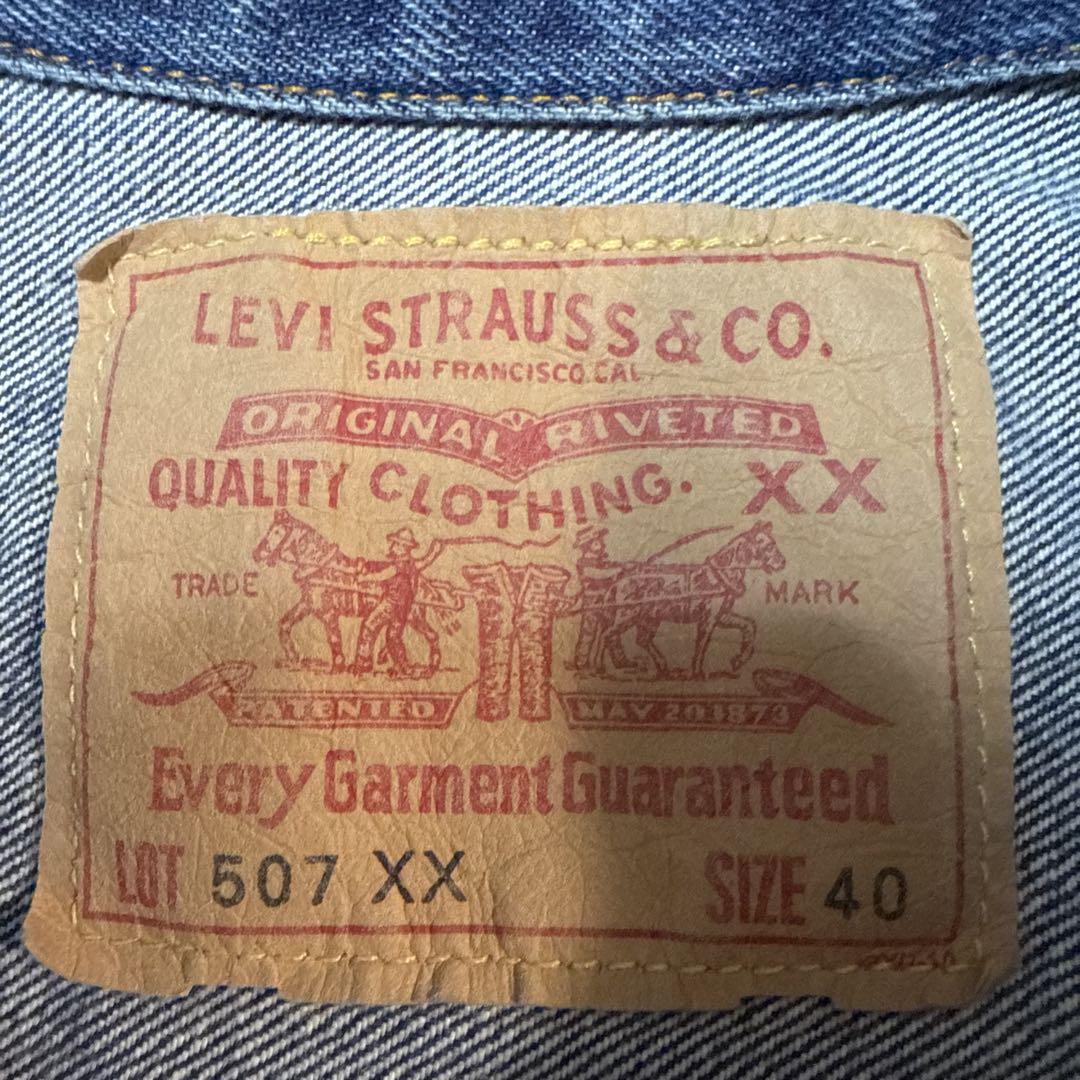 LEVI STRAUSS & CO.
SAN FRANCISCO, CAL.
ORIGINAL RIVETED
QUALITY CLOTHING. XX
TRADE MARK
PATENTED MAY 20 1873
Every Garment Guaranteed
LOT 507 XX SIZE 40